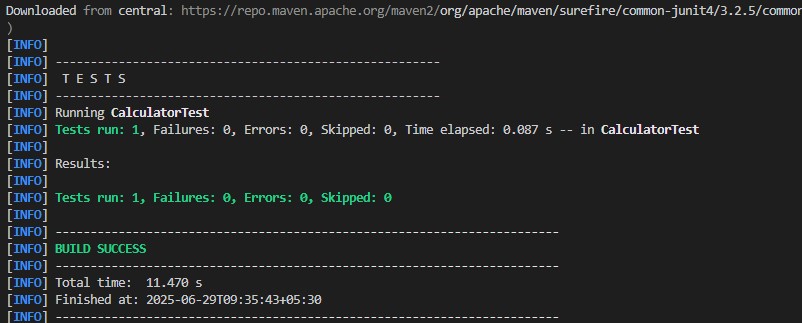 Downloaded from central: https://repo.maven.apache.org/maven2/org/apache/maven/surefire/common-junit4/3.2.5/common
)
[INFO]
[INFO] -------------------------------------------------------
[INFO]  T E S T S
[INFO] -------------------------------------------------------
[INFO] Running CalculatorTest
[INFO] Tests run: 1, Failures: 0, Errors: 0, Skipped: 0, Time elapsed: 0.087 s -- in CalculatorTest
[INFO]
[INFO] Results:
[INFO]
[INFO] Tests run: 1, Failures: 0, Errors: 0, Skipped: 0
[INFO]
[INFO] ------------------------------------------------------------------------
[INFO] BUILD SUCCESS
[INFO] ------------------------------------------------------------------------
[INFO] Total time:  11.470 s
[INFO] Finished at: 2025-06-29T09:35:43+05:30
[INFO] ------------------------------------------------------------------------